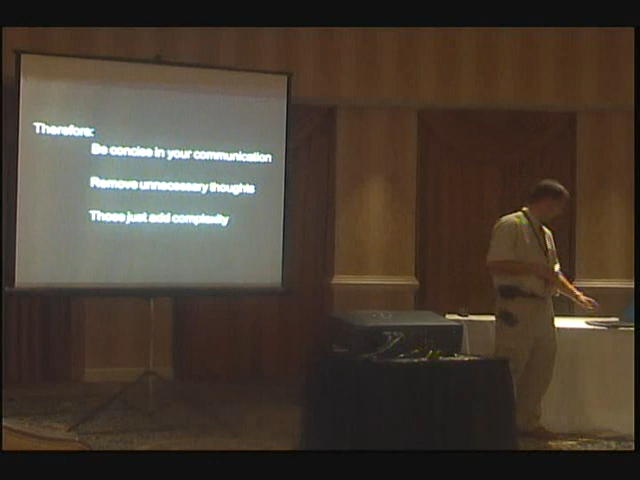 Therefore:
Be concise in your communication
Remove unnecessary thoughts
Those just add complexity